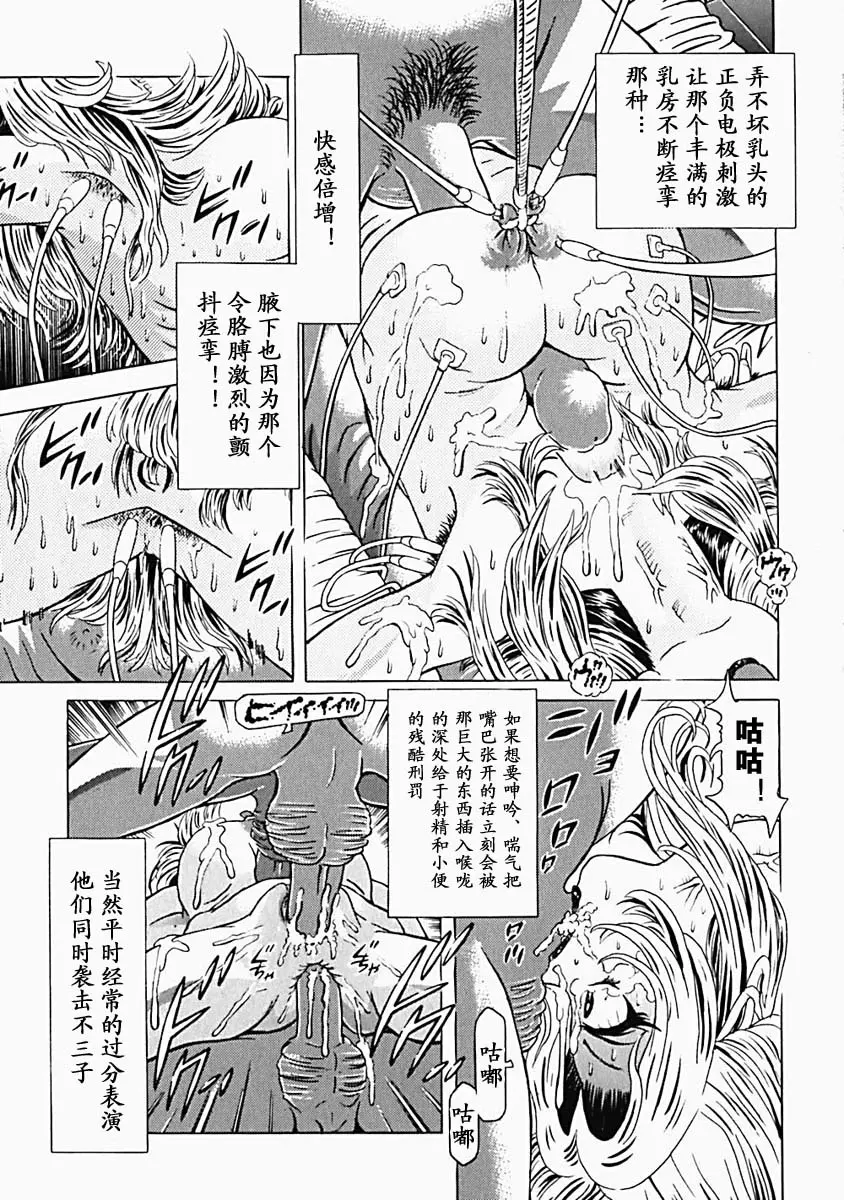 弄不坏乳头的
正负电极刺激
让那个丰满的
乳房不断痉挛
那种…
快感倍增！
腋下也因为那个
令胳膊激烈的颤
抖痉挛！！
咕咕！
如果想要呻吟、喘气把
嘴巴张开的话立刻会被
那巨大的东西插入喉咙
的深处给于射精和小便
的残酷刑罚
咕嘟
咕嘟
当然平时经常的过分表演
他们同时袭击不三子